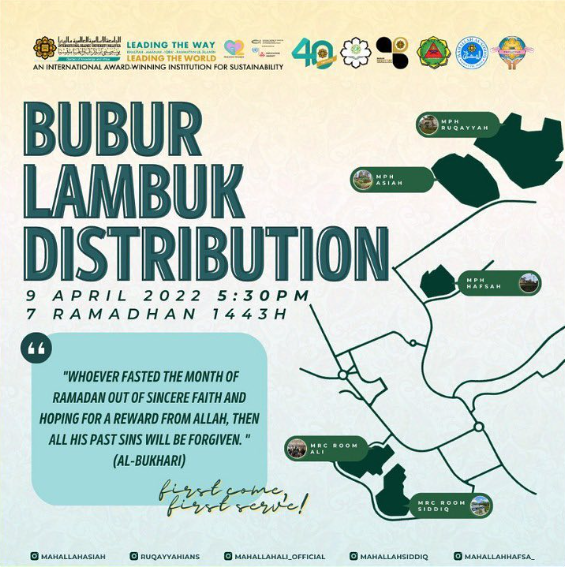 LEADING THE WAY
LEADING THE WORLD
AN INTERNATIONAL AWARD-WINNING INSTITUTION FOR SUSTAINABILITY
40
BUBUR
LAMBUK
DISTRIBUTION
9 APRIL 2022 5:30PM
7 RAMADHAN 1443H
MPH
RUQAYYAH
MPH
ASIAH
MPH
HAFSAH
"WHOEVER FASTED THE MONTH OF
RAMADAN OUT OF SINCERE FAITH AND
HOPING FOR A REWARD FROM ALLAH, THEN
ALL HIS PAST SINS WILL BE FORGIVEN. "
(AL-BUKHARI)
first come,
first serve!
MRC ROOM
ALI
MRC ROOM
SIDDIQ
MAHALLAHASIAH
RUQAYYAHIANS
MAHALLAHALI_OFFICIAL
MAHALLAHSIDDIQ
MAHALLAHHAFSA_